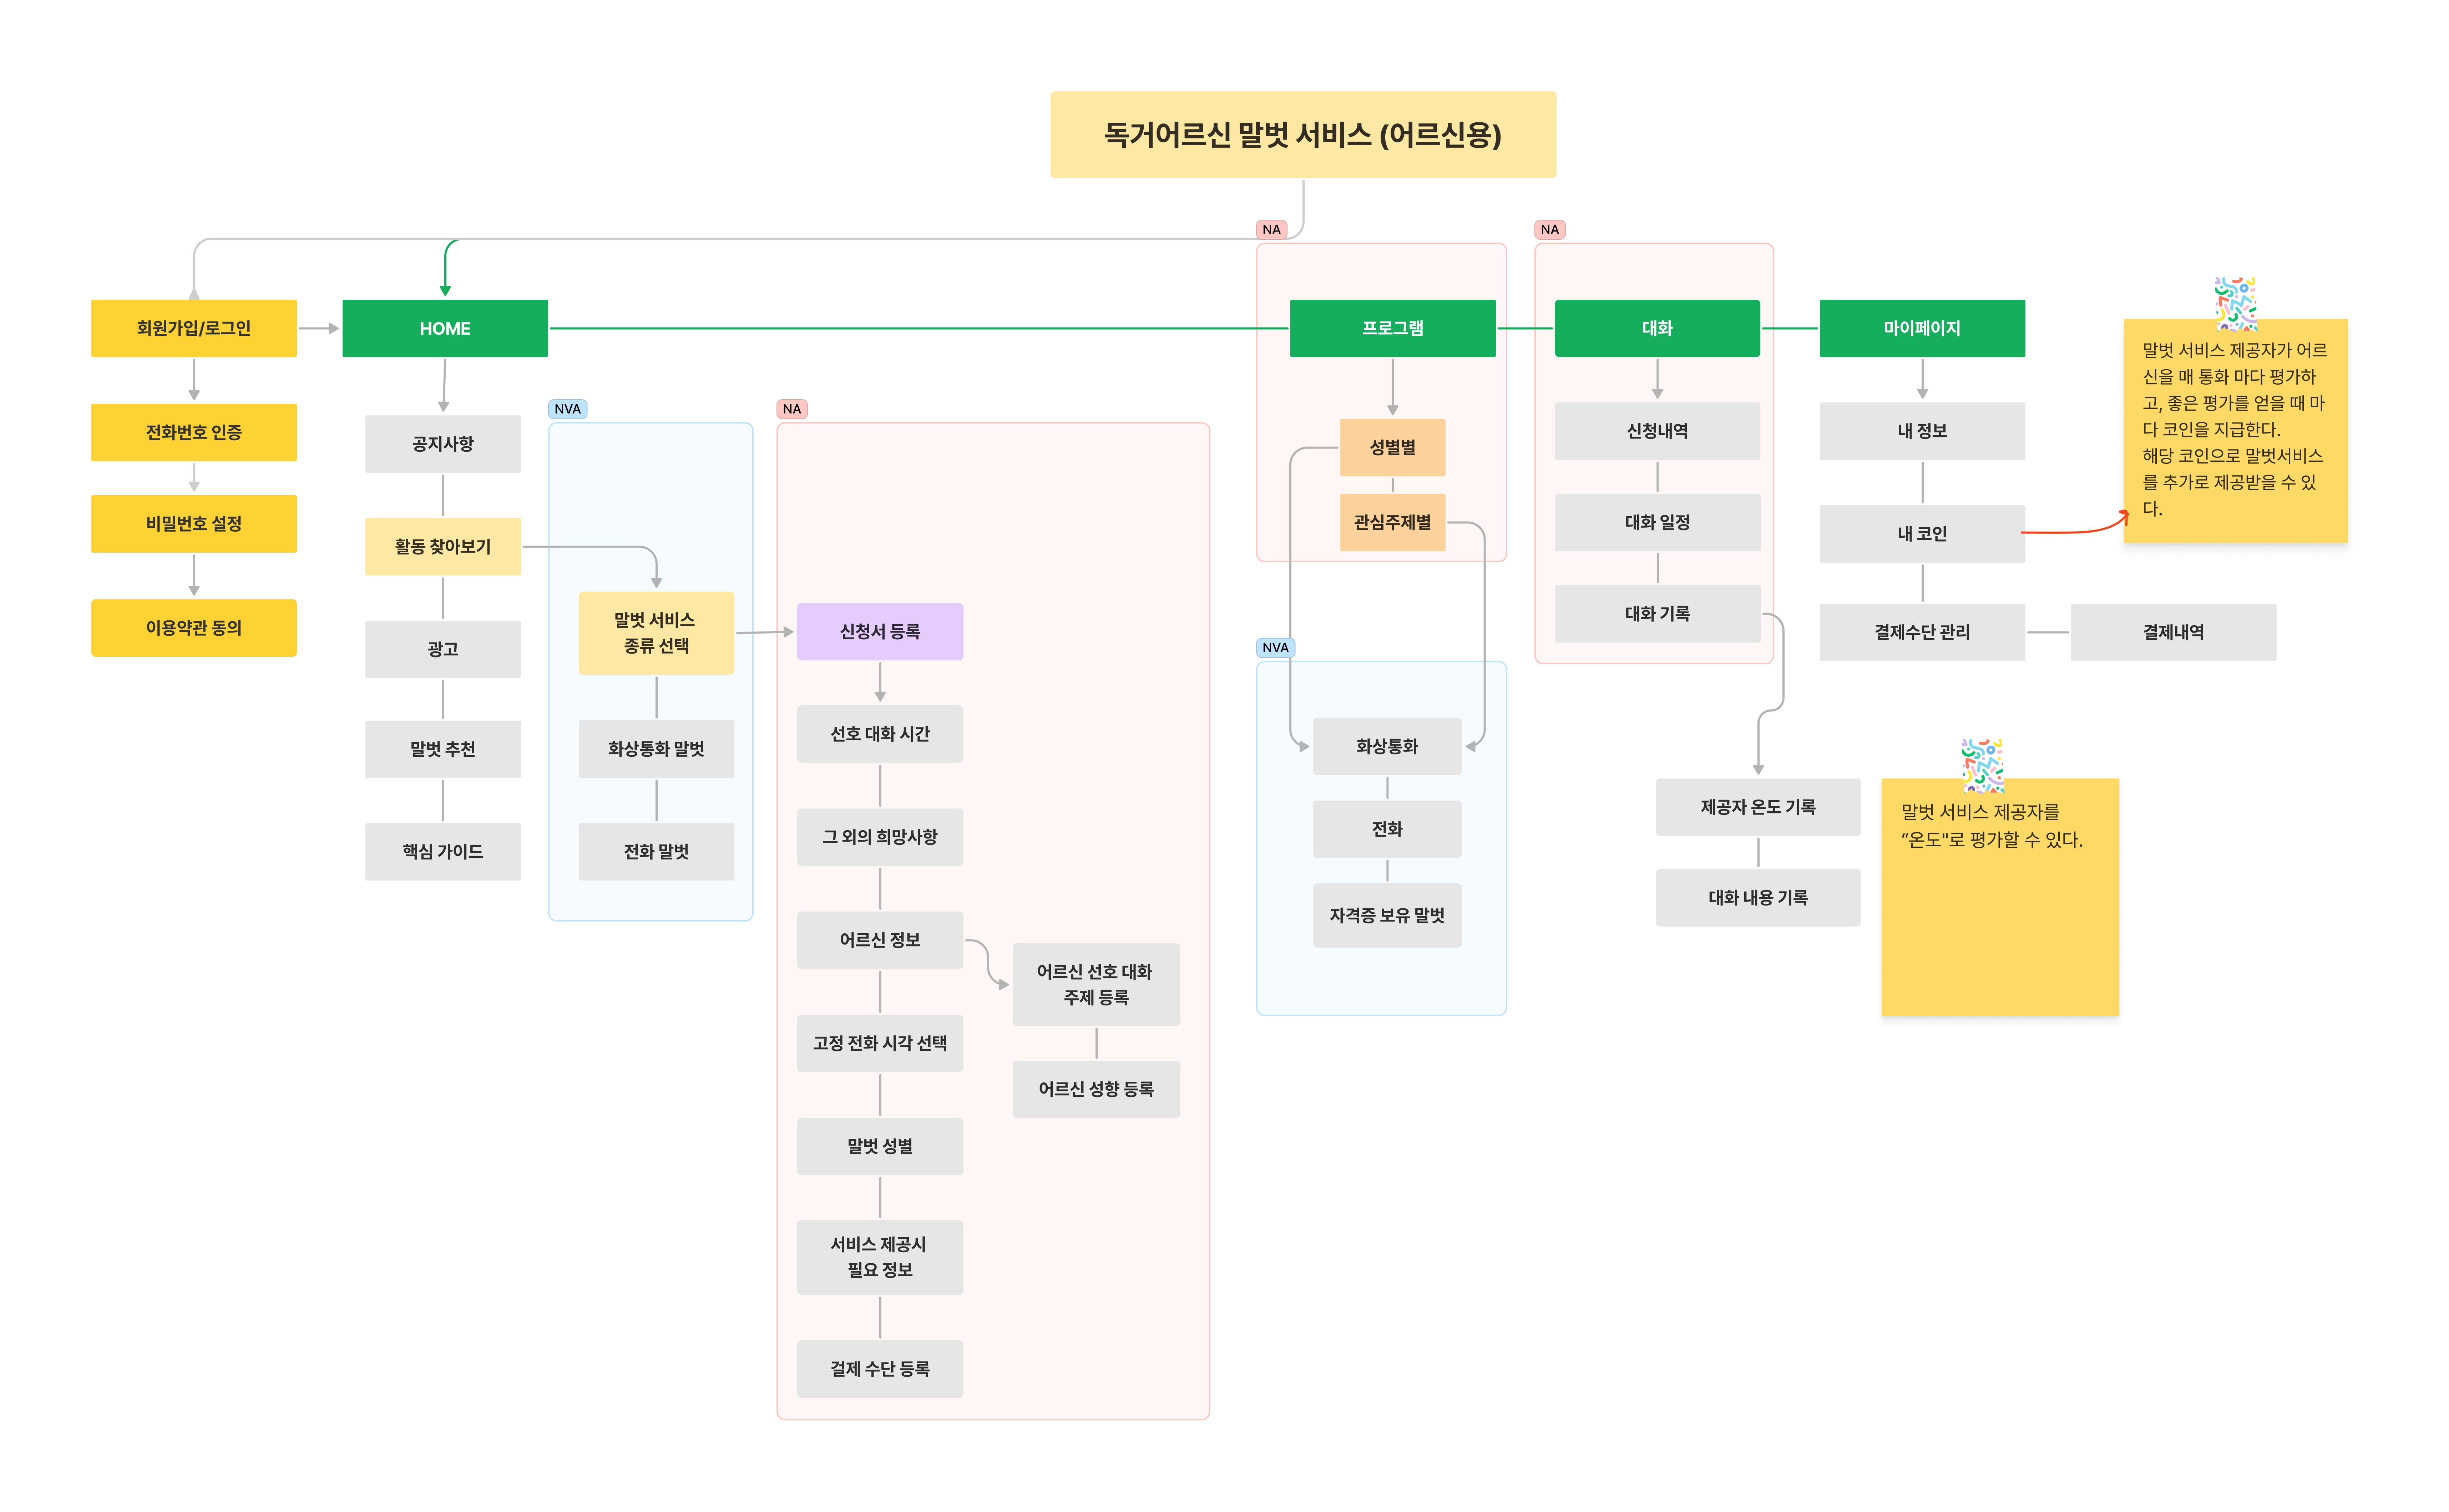 독거어르신 말벗 서비스 (어르신용)
NA
NA
회원가입/로그인
HOME
프로그램
대화
마이페이지
전화번호 인증
비밀번호 설정
이용약관 동의
공지사항
활동 찾아보기
광고
말벗 추천
핵심 가이드
NVA
말벗 서비스
종류 선택
화상통화 말벗
전화 말벗
NA
신청서 등록
선호 대화 시간
그 외의 희망사항
어르신 정보
고정 전화 시각 선택
말벗 성별
서비스 제공시
필요 정보
결제 수단 등록
어르신 선호 대화
주제 등록
어르신 성향 등록
성별별
관심주제별
NVA
화상통화
전화
자격증 보유 말벗
신청내역
대화 일정
대화 기록
제공자 온도 기록
대화 내용 기록
내 정보
내 코인
결제수단 관리
결제내역
말벗 서비스 제공자가 어르
신을 매 통화 마다 평가하
고, 좋은 평가를 얻을 때 마
다 코인을 지급한다.
해당 코인으로 말벗서비스
를 추가로 제공받을 수 있
다.
말벗 서비스 제공자를
“온도"로 평가할 수 있다.